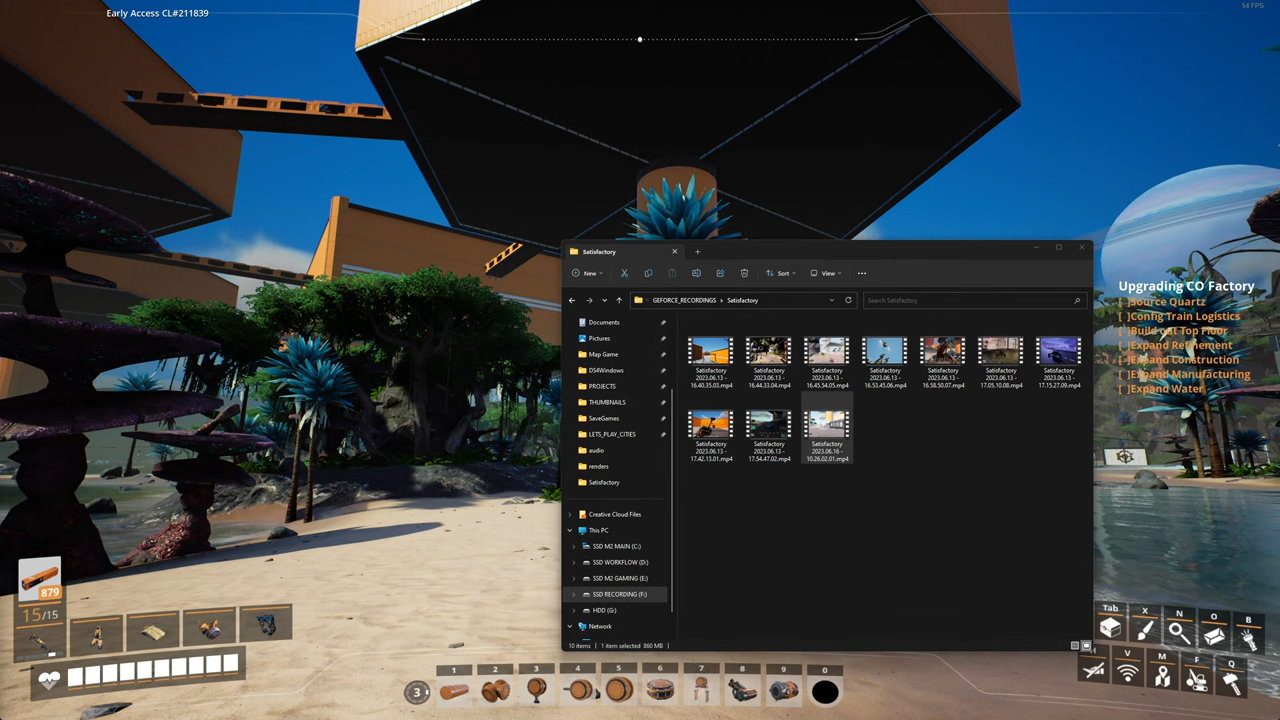 Early Access CL#211839
54 FPS
Satisfactory
New
Sort
View
GEFORCE_RECORDINGS > Satisfactory
Search Satisfactory
Documents
Pictures
Map Game
DS4Windows
PROJECTS
THUMBNAILS
SaveGames
LETS_PLAY_CITIES
audio
renders
Satisfactory
Creative Cloud Files
This PC
SSD M2 MAIN (C:)
SSD WORKFLOW (D:)
SSD M2 GAMING (E:)
SSD RECORDING (F:)
HDD (G:)
Network
Satisfactory
2023.06.13 -
16.40.35.03.mp4
Satisfactory
2023.06.13 -
16.44.33.04.mp4
Satisfactory
2023.06.13 -
16.45.54.05.mp4
Satisfactory
2023.06.13 -
16.53.45.06.mp4
Satisfactory
2023.06.13 -
16.58.50.07.mp4
Satisfactory
2023.06.13 -
17.05.10.08.mp4
Satisfactory
2023.06.13 -
17.15.27.09.mp4
Satisfactory
2023.06.13 -
17.42.13.01.mp4
Satisfactory
2023.06.13 -
17.54.47.02.mp4
Satisfactory
2023.06.16 -
10.26.02.01.mp4
10 items | 1 item selected 860 MB |
Upgrading CO Factory
[ ]Source Quartz
[ ]Config Train Logistics
[ ]Build out Top Floor
[ ]Expand Refinement
[ ]Expand Construction
[ ]Expand Manufacturing
[ ]Expand Water
879
15/15
3
1 2 3 4 5 6 7 8 9 0
Tab X N O B
H V M F Q